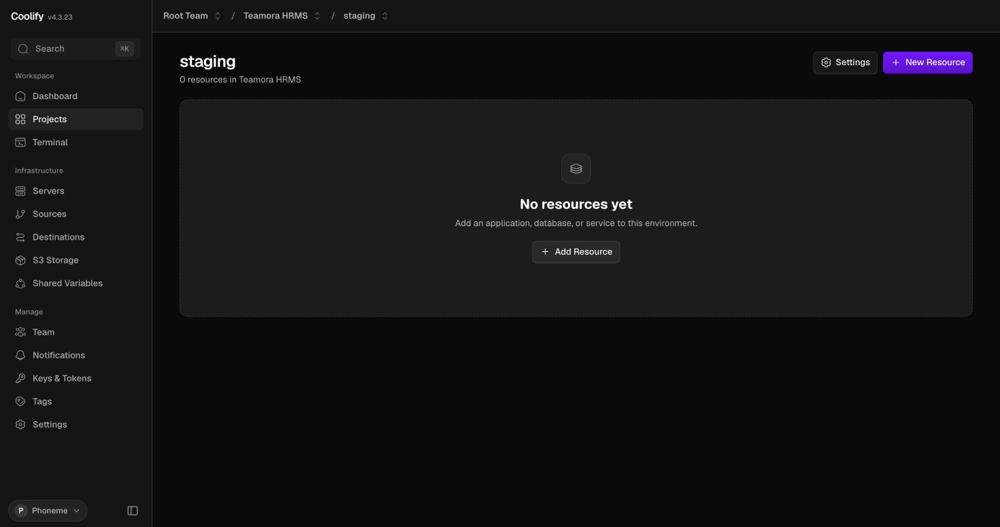 Coolify v4.3.23
Root Team / Teamora HRMS / staging
Search ⌘K
Workspace
Dashboard
Projects
Terminal
Infrastructure
Servers
Sources
Destinations
S3 Storage
Shared Variables
Manage
Team
Notifications
Keys & Tokens
Tags
Settings
P Phoneme
staging
0 resources in Teamora HRMS
Settings
+ New Resource
No resources yet
Add an application, database, or service to this environment.
+ Add Resource